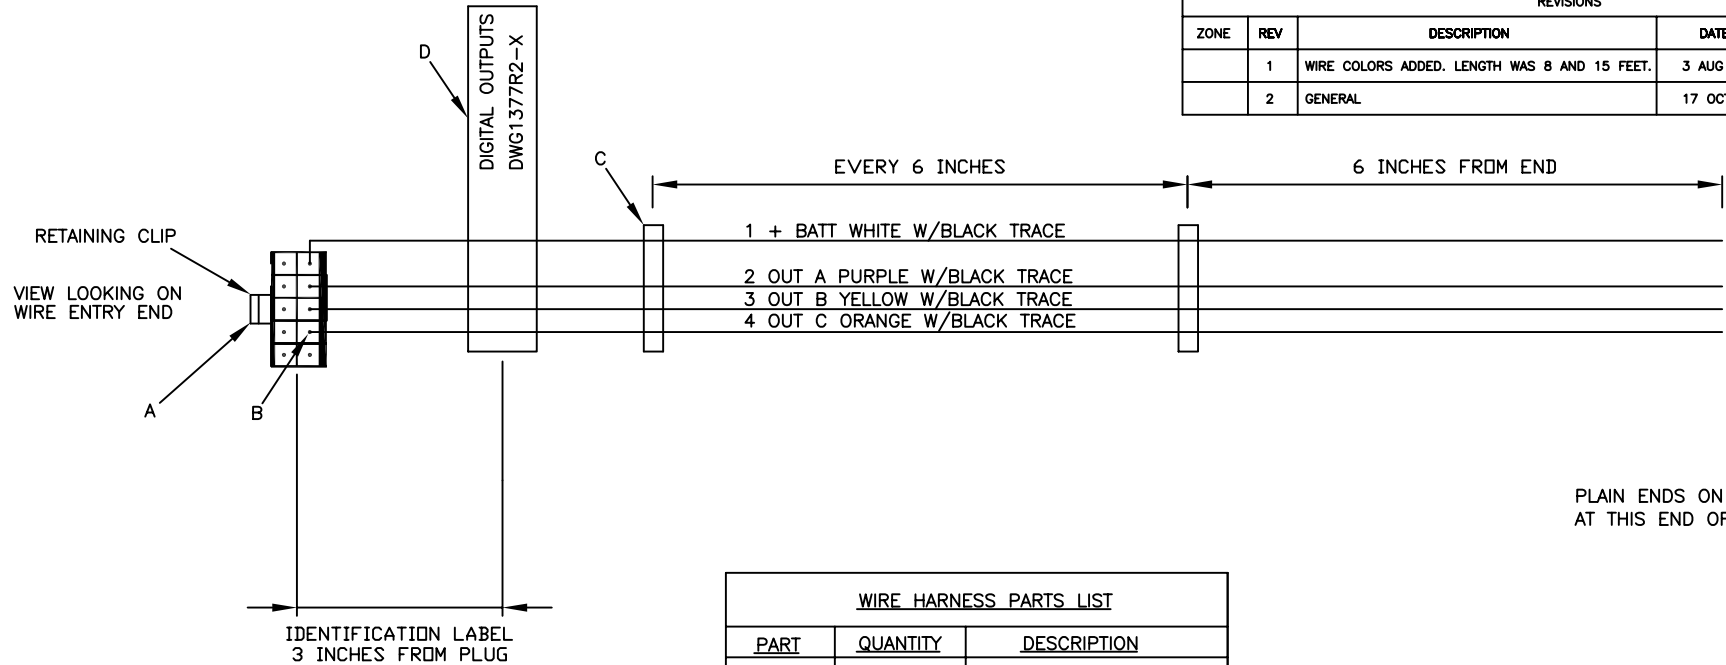 REVISIONS
ZONE REV DESCRIPTION DATE
1 WIRE COLORS ADDED. LENGTH WAS 8 AND 15 FEET. 3 AUG
2 GENERAL 17 OCT
D
DIGITAL OUTPUTS
DWG1377R2-X
C
EVERY 6 INCHES
6 INCHES FROM END
RETAINING CLIP
VIEW LOOKING ON
WIRE ENTRY END
1 + BATT WHITE W/BLACK TRACE
2 OUT A PURPLE W/BLACK TRACE
3 OUT B YELLOW W/BLACK TRACE
4 OUT C ORANGE W/BLACK TRACE
A
B
PLAIN ENDS ON
AT THIS END OF
IDENTIFICATION LABEL
3 INCHES FROM PLUG
WIRE HARNESS PARTS LIST
PART QUANTITY DESCRIPTION